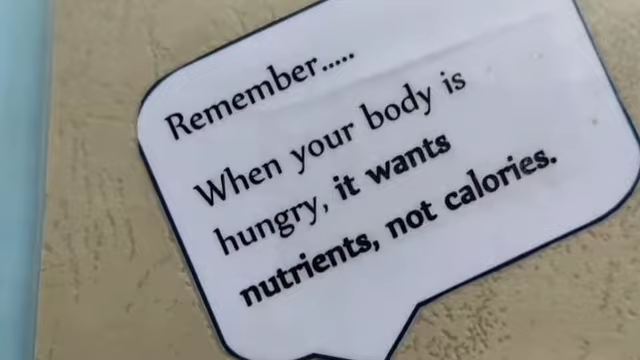 Remember.....
When your body is
hungry, it wants
nutrients, not calories.